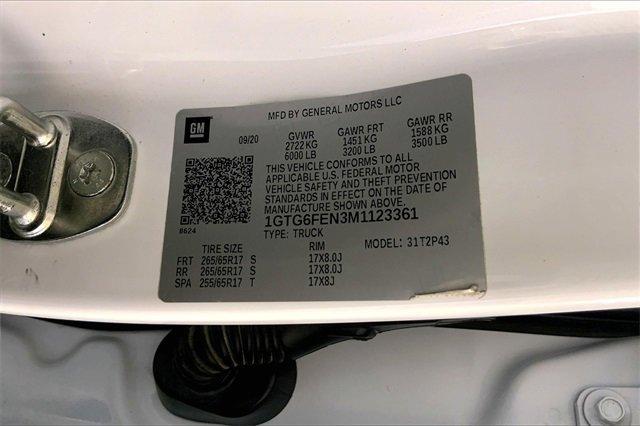 MFD BY GENERAL MOTORS LLC
GM
09/20 GVWR GAWR FRT GAWR RR
2722 KG 1451 KG 1588 KG
6000 LB 3200 LB 3500 LB
THIS VEHICLE CONFORMS TO ALL
APPLICABLE U.S. FEDERAL MOTOR
VEHICLE SAFETY AND THEFT PREVENTION
STANDARDS IN EFFECT ON THE DATE OF
MANUFACTURE SHOWN ABOVE.
1GTG6FEN3M1123361
8624
TYPE: TRUCK MODEL: 31T2P43
TIRE SIZE RIM
FRT 265/65R17 S 17X8.0J
RR 265/65R17 S 17X8.0J
SPA 255/65R17 T 17X8J